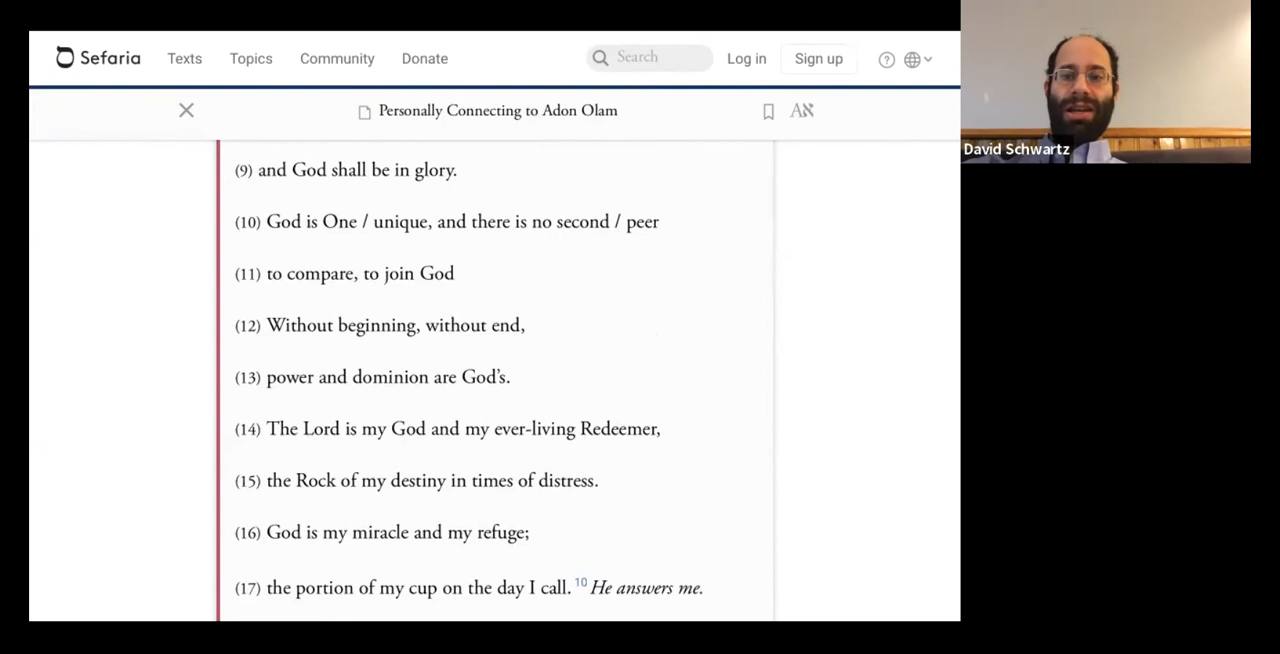 Sefaria Texts Topics Community Donate Search Log in Sign up
Personally Connecting to Adon Olam Aא
(9) and God shall be in glory.
(10) God is One / unique, and there is no second / peer
(11) to compare, to join God
(12) Without beginning, without end,
(13) power and dominion are God's.
(14) The Lord is my God and my ever-living Redeemer,
(15) the Rock of my destiny in times of distress.
(16) God is my miracle and my refuge;
(17) the portion of my cup on the day I call. 10 He answers me.
David Schwartz